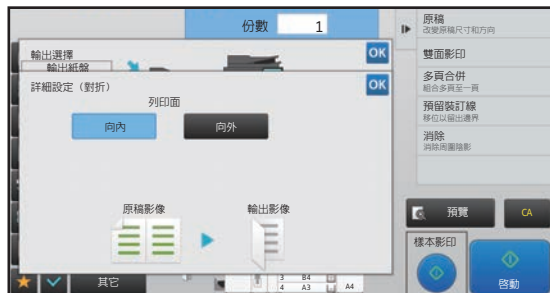 份數 1
輸出選擇
輸出紙盤
OK
詳細設定（對折）
OK
列印面
向內
向外
原稿影像
輸出影像
其它
3 B4
4 A3
A4
原稿
改變原稿尺寸和方向
雙面影印
多頁合併
組合多頁至一頁
預留裝訂線
移位以留出邊界
消除
消除周圍陰影
預覽
CA
樣本影印
啓動